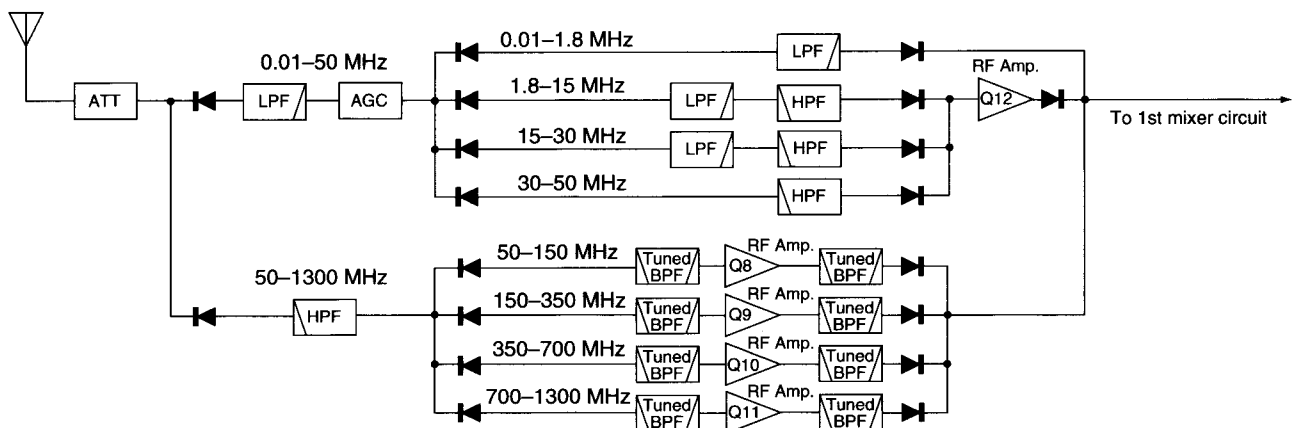 0.01–1.8 MHz
LPF
0.01–50 MHz
RF Amp.
ATT
LPF
AGC
1.8–15 MHz
LPF
HPF
Q12
To 1st mixer circuit
15–30 MHz
LPF
HPF
30–50 MHz
HPF
50–1300 MHz
HPF
50–150 MHz
Tuned
BPF
RF Amp.
Q8
Tuned
BPF
150–350 MHz
Tuned
BPF
RF Amp.
Q9
Tuned
BPF
350–700 MHz
Tuned
BPF
RF Amp.
Q10
Tuned
BPF
700–1300 MHz
Tuned
BPF
RF Amp.
Q11
Tuned
BPF